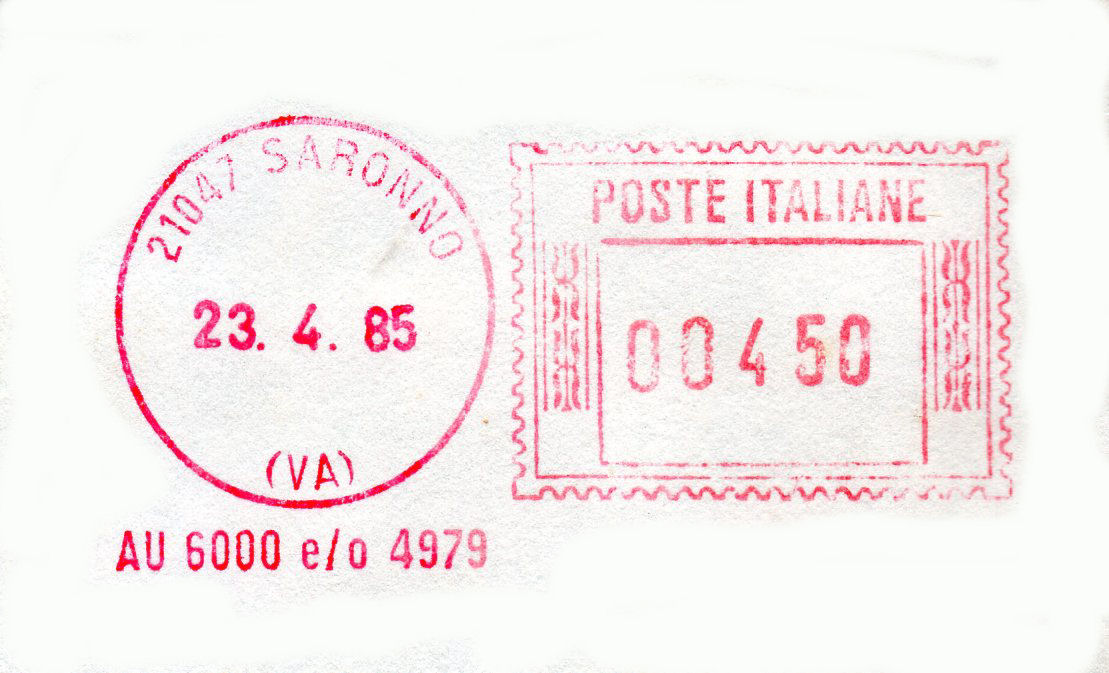 21047 SARONNO
23. 4. 85
(VA)
AU 6000 e/o 4979
POSTE ITALIANE
00450